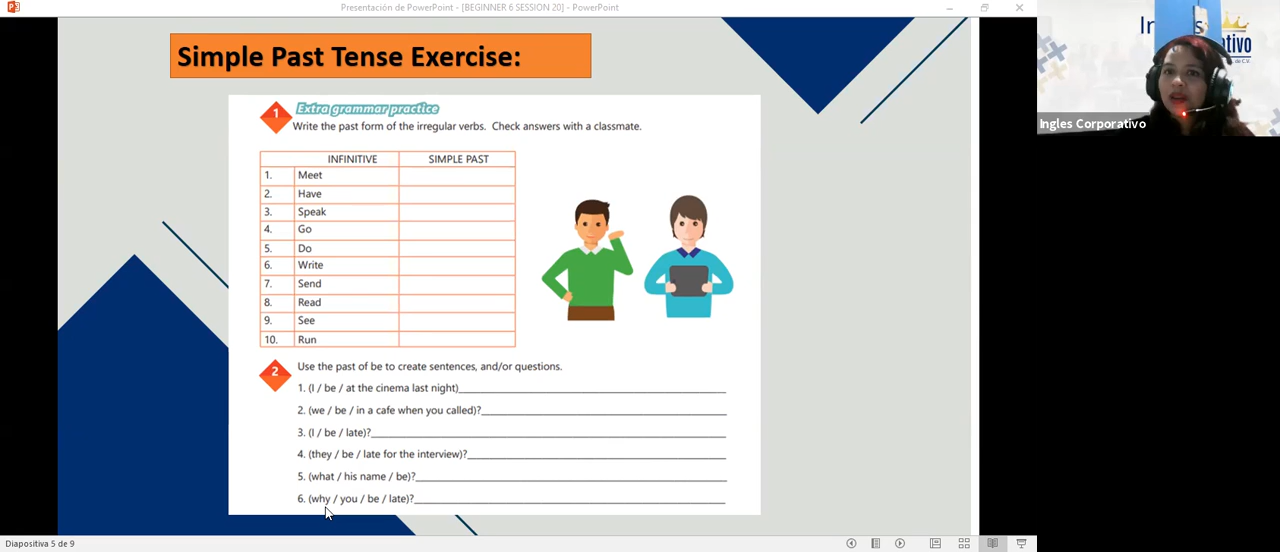 Presentación de PowerPoint - [BEGINNER 6 SESSION 20] - PowerPoint
Simple Past Tense Exercise:
1
Extra grammar practice
Write the past form of the irregular verbs. Check answers with a classmate.
INFINITIVE SIMPLE PAST
1. Meet
2. Have
3. Speak
4. Go
5. Do
6. Write
7. Send
8. Read
9. See
10. Run
2
Use the past of be to create sentences, and/or questions.
1. (I / be / at the cinema last night)
2. (we / be / in a cafe when you called)?
3. (I / be / late)?
4. (they / be / late for the interview)?
5. (what / his name / be)?
6. (why / you / be / late)?
Diapositiva 5 de 9
Ingles Corporativo